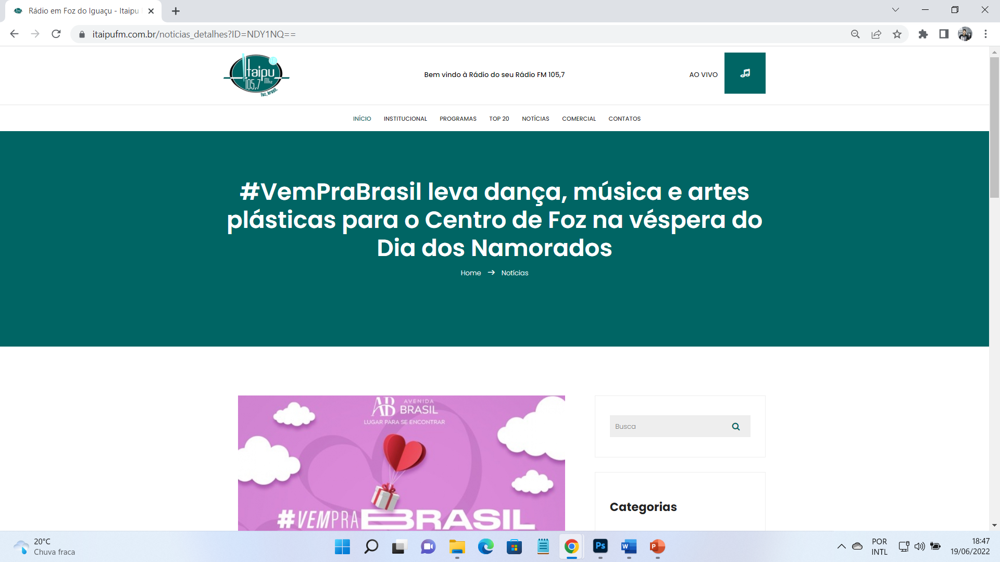 Rádio em Foz do Iguaçu - Itaipu
itaipufm.com.br/noticias_detalhes?ID=NDY1NQ==
Itaipu
FM
105,7 Mhz
foz, brasil.
Bem vindo à Rádio do seu Rádio FM 105,7
AO VIVO
INÍCIO INSTITUCIONAL PROGRAMAS TOP 20 NOTÍCIAS COMERCIAL CONTATOS
#VemPraBrasil leva dança, música e artes
plásticas para o Centro de Foz na véspera do
Dia dos Namorados
Home → Notícias
AB AVENIDA
BRASIL
LUGAR PARA SE ENCONTRAR
#VEMPRABRASIL
Busca
Categorias
20°C
Chuva fraca
Ps
W
P
POR
INTL
18:47
19/06/2022